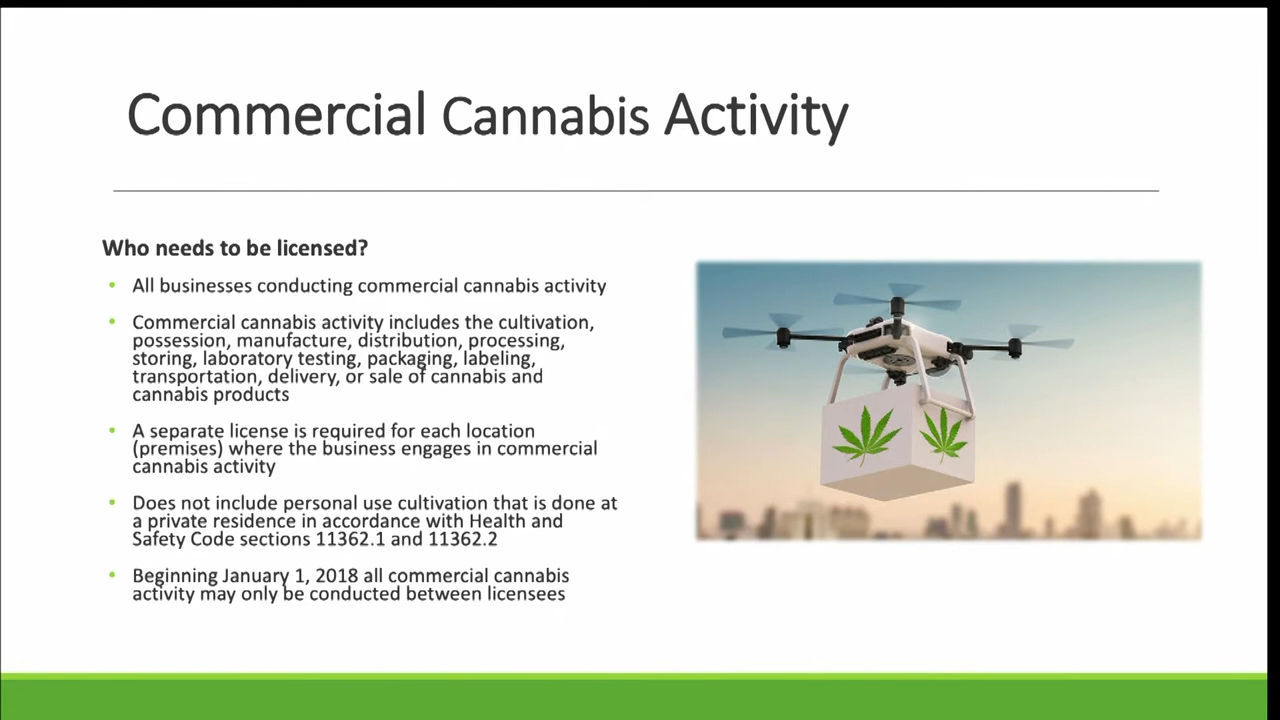 Commercial Cannabis Activity
Who needs to be licensed?
• All businesses conducting commercial cannabis activity
• Commercial cannabis activity includes the cultivation,
possession, manufacture, distribution, processing,
storing, laboratory testing, packaging, labeling,
transportation, delivery, or sale of cannabis and
cannabis products
• A separate license is required for each location
(premises) where the business engages in commercial
cannabis activity
• Does not include personal use cultivation that is done at
a private residence in accordance with Health and
Safety Code sections 11362.1 and 11362.2
• Beginning January 1, 2018 all commercial cannabis
activity may only be conducted between licensees